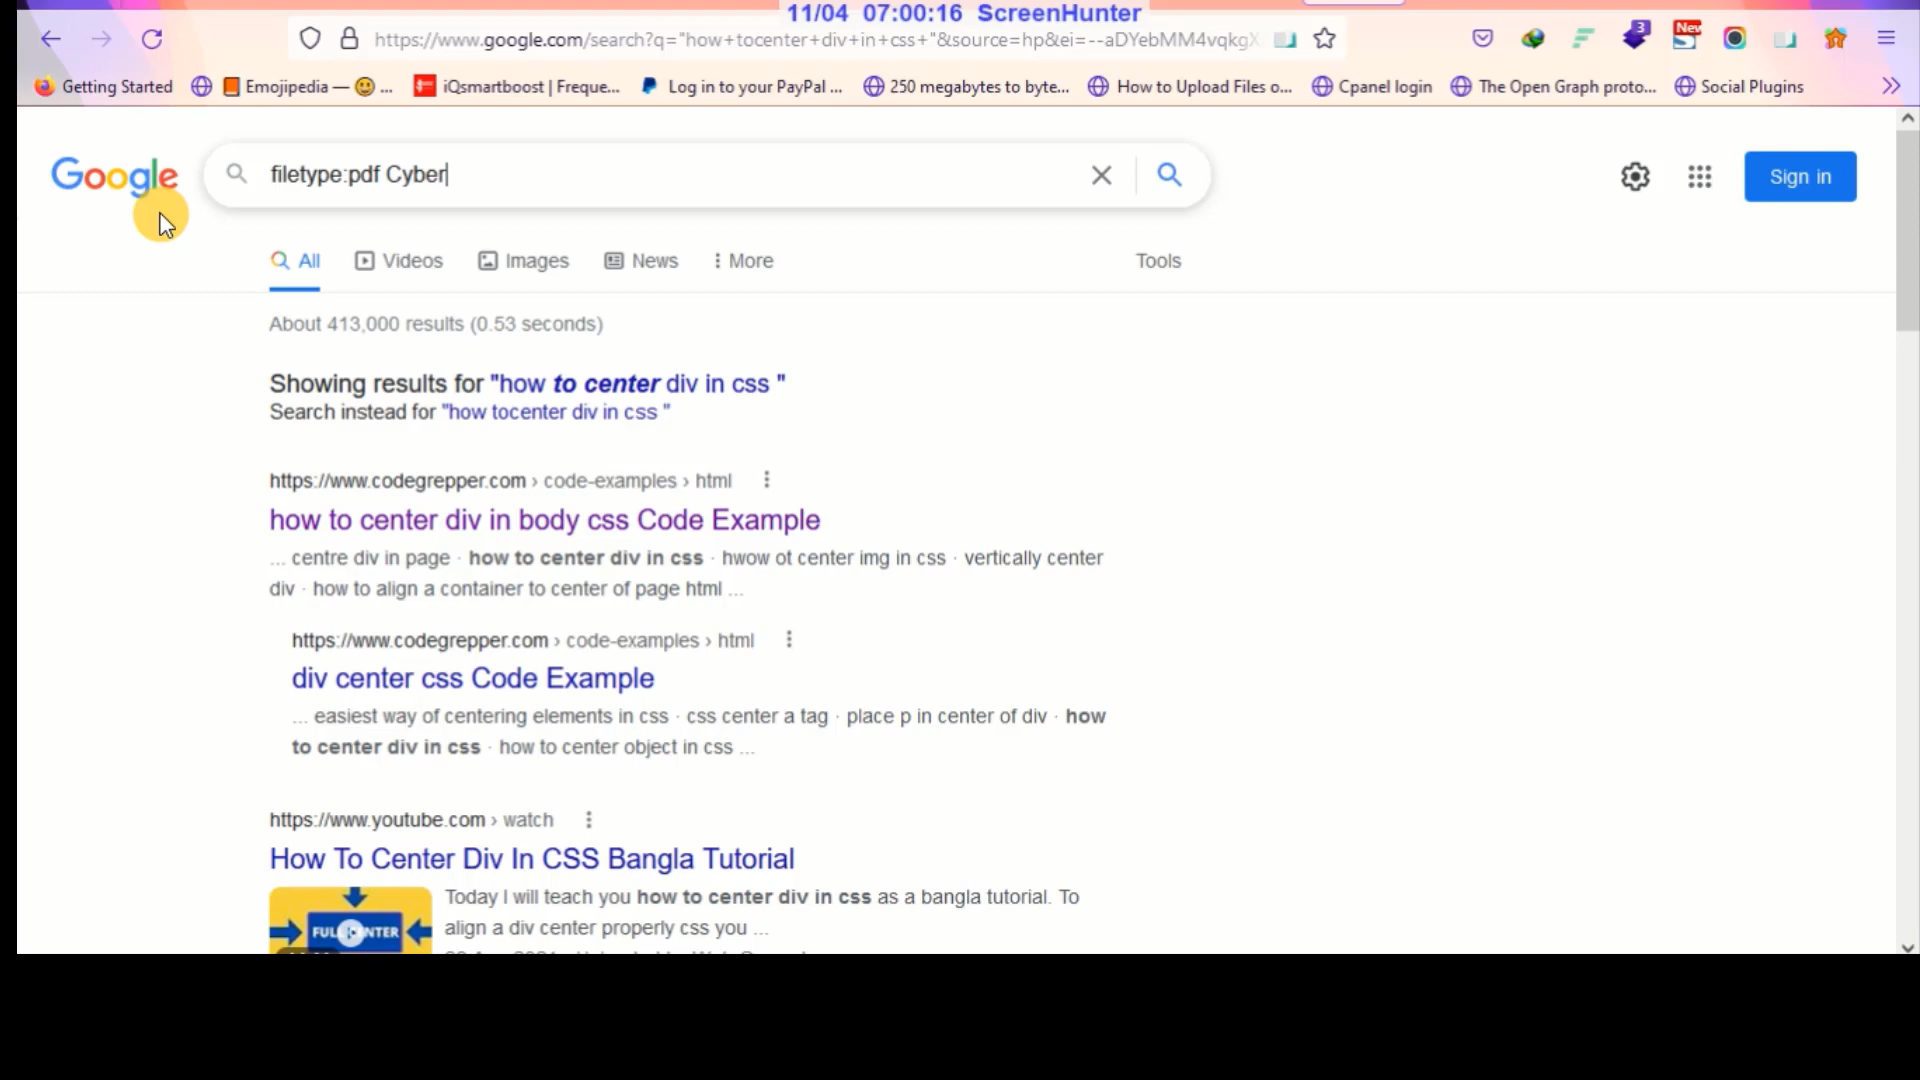 11/04 07:00:16 ScreenHunter
https://www.google.com/search?q="how+tocenter+div+in+css+"&source=hp&ei=--aDYebMM4vqkgX
3
New
Getting Started
Emojipedia — 😀 ...
iQsmartboost | Freque...
Log in to your PayPal ...
250 megabytes to byte...
How to Upload Files o...
Cpanel login
The Open Graph proto...
Social Plugins
Google
filetype:pdf Cyber
Sign in
All
Videos
Images
News
More
Tools
About 413,000 results (0.53 seconds)
Showing results for "how to center div in css "
Search instead for "how tocenter div in css "
https://www.codegrepper.com › code-examples › html
how to center div in body css Code Example
... centre div in page · how to center div in css · hwow ot center img in css · vertically center
div · how to align a container to center of page html ...
https://www.codegrepper.com › code-examples › html
div center css Code Example
... easiest way of centering elements in css · css center a tag · place p in center of div · how
to center div in css · how to center object in css ...
https://www.youtube.com › watch
How To Center Div In CSS Bangla Tutorial
Today I will teach you how to center div in css as a bangla tutorial. To
align a div center properly css you ...